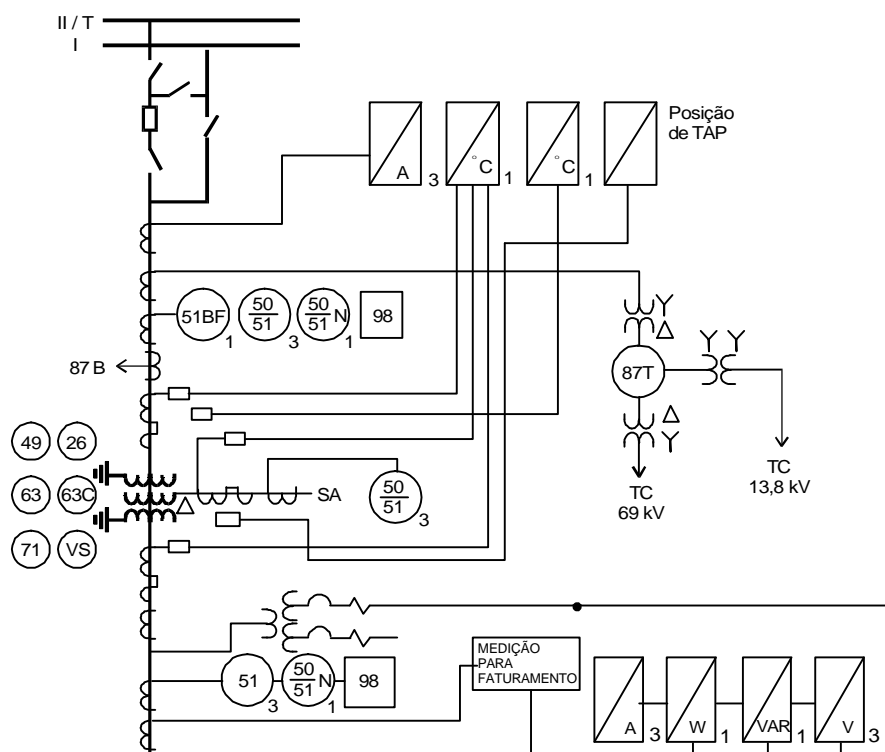 II / T
I
A
3
°C
1
°C
1
Posição
de TAP
51BF
1
50
51
3
50
51
N
1
98
87 B
87T
49
26
63
63C
71
VS
SA
50
51
3
TC
69 kV
TC
13,8 kV
51
3
50
51
N
1
98
MEDIÇÃO
PARA
FATURAMENTO
A
3
W
1
VAR
1
V
3